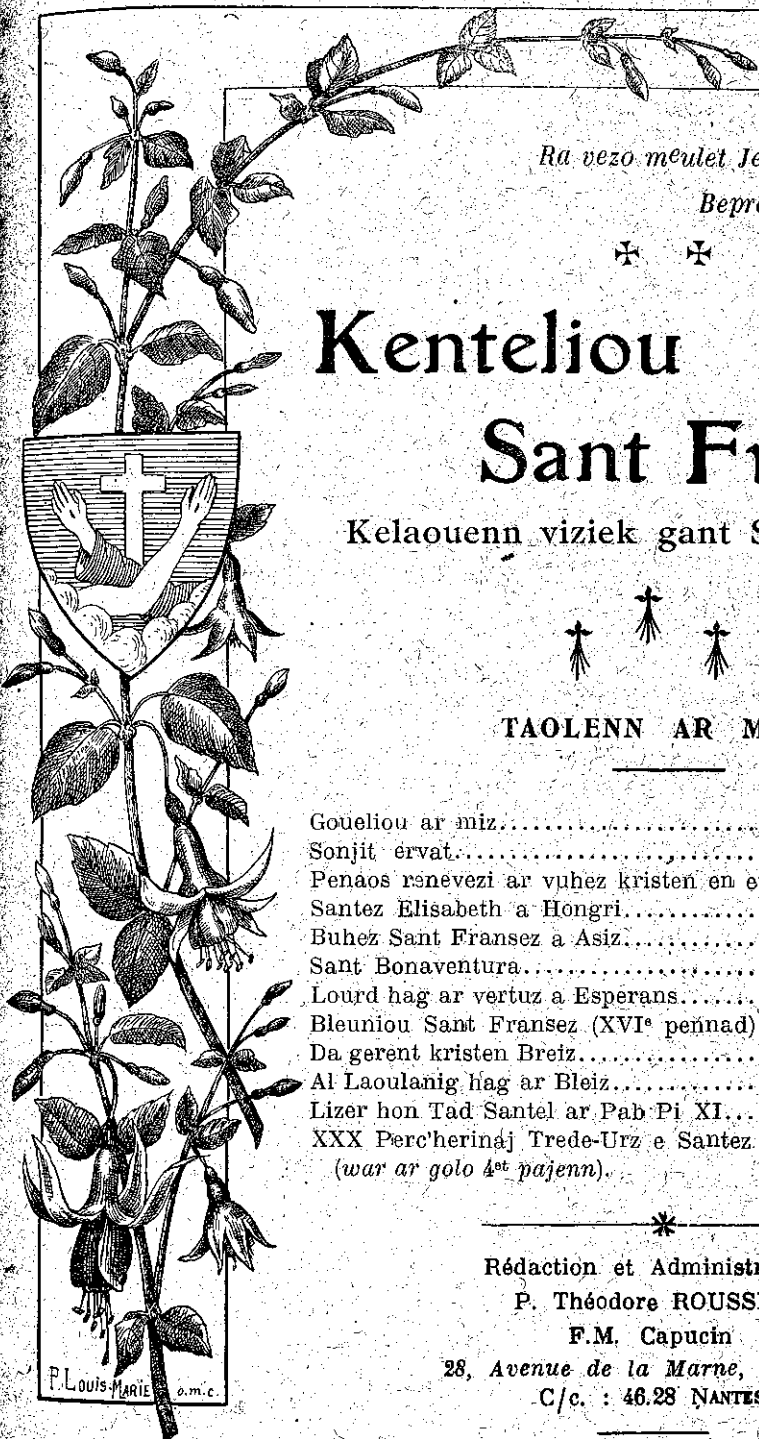 Ra vezo meulet Je
Bepre
Kenteliou
Sant Fr
Kelaouenn viziek gant S
TAOLENN AR M
Goueliou ar miz
Sonjit ervat
Penaos renevezi ar vuhez kristen en e
Santez Elisabeth a Hongri
Buhez Sant Fransez a Asiz
Sant Bonaventura
Lourd hag ar vertuz a Esperans
Bleuniou Sant Fransez (XVIᵉ pennad)
Da gerent kristen Breiz
Al Laoulanig hag ar Bleiz
Lizer hon Tad Santel ar Pab Pi XI
XXX Perc'herinaj Trede-Urz e Santez
(war ar golo 4ᵉᵗ pajenn).
Rédaction et Administr
P. Théodore ROUSS
F.M. Capucin
28, Avenue de la Marne,
C/c. : 46.28 NANTES
P. LOUIS-MARIE o.m.c.